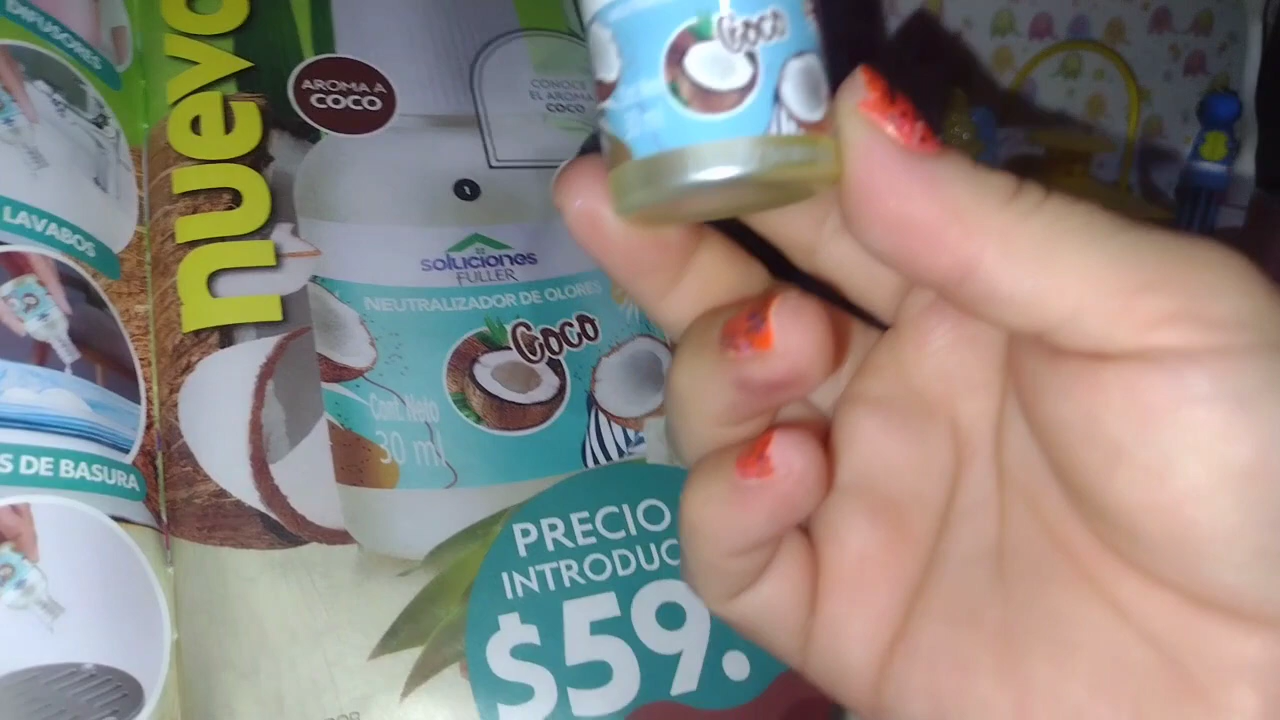 DIFUSORES
LAVABOS
S DE BASURA
nuevo
AROMA A
COCO
CONOCE
EL AROMA
COCO
soluciones
FULLER
NEUTRALIZADOR DE OLORES
Coco
Cont. Neto
30 ml
PRECIO
INTRODUC
$59.
Coco